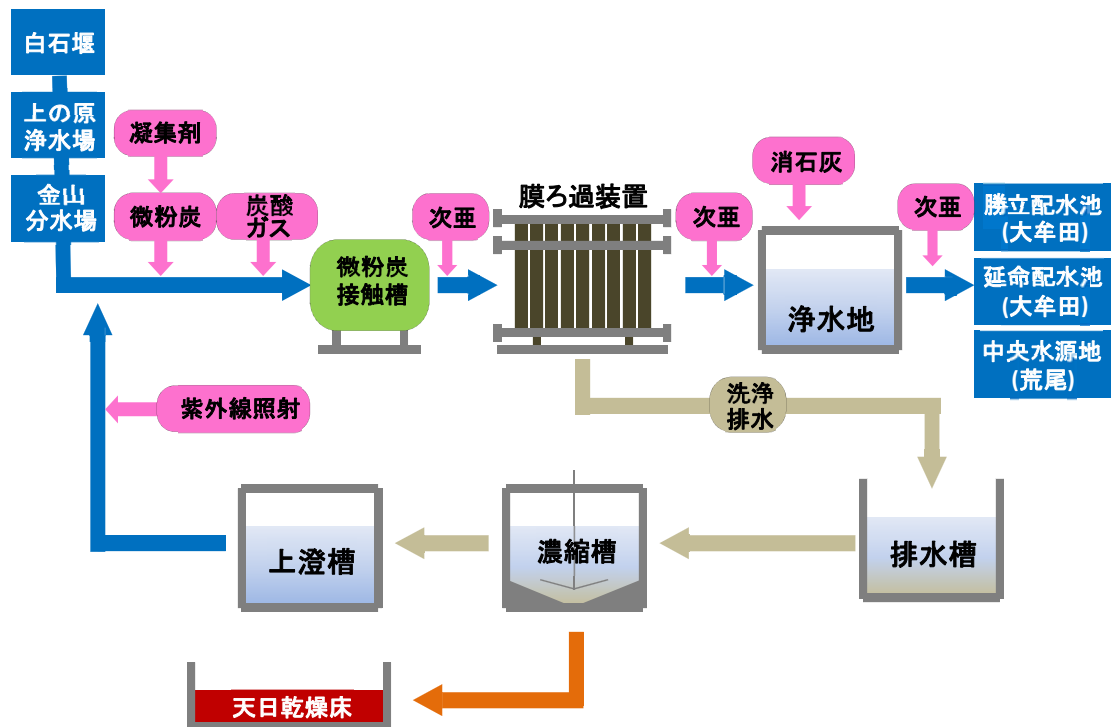 白石堰
上の原
浄水場
金山
分水場
凝集剤
微粉炭
炭酸
ガス
微粉炭
接触槽
次亜
膜ろ過装置
次亜
消石灰
浄水地
次亜
勝立配水池
(大牟田)
延命配水池
(大牟田)
中央水源地
(荒尾)
洗浄
排水
紫外線照射
上澄槽
濃縮槽
排水槽
天日乾燥床